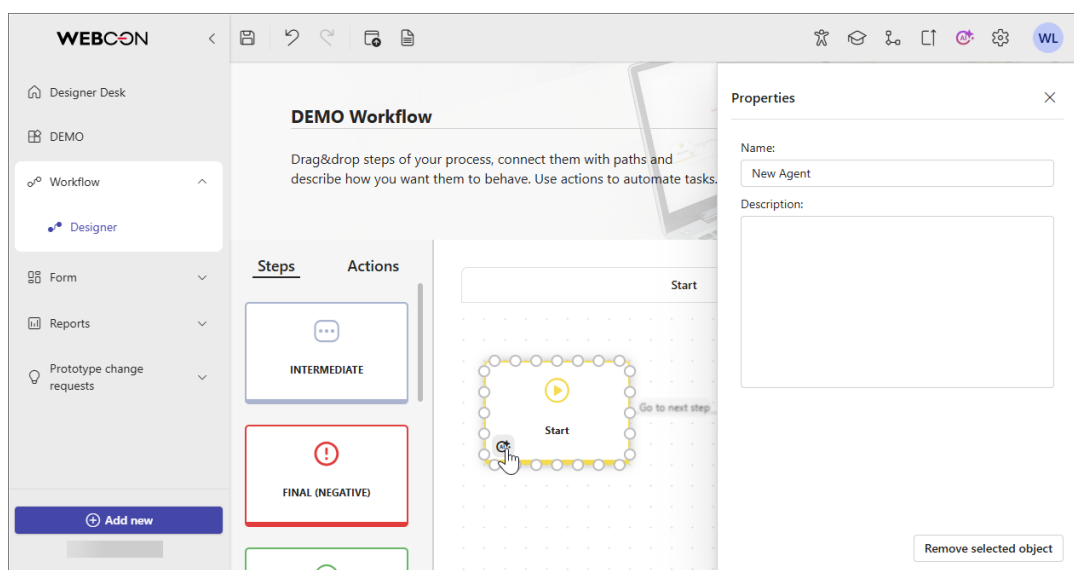 WEBCON
WL
Designer Desk
DEMO
Workflow
Designer
Form
Reports
Prototype change
requests
Add new
DEMO Workflow
Drag&drop steps of your process, connect them with paths and
describe how you want them to behave. Use actions to automate tasks.
Steps
Actions
INTERMEDIATE
FINAL (NEGATIVE)
Start
Start
AI
Go to next step
Properties
Name:
New Agent
Description:
Remove selected object